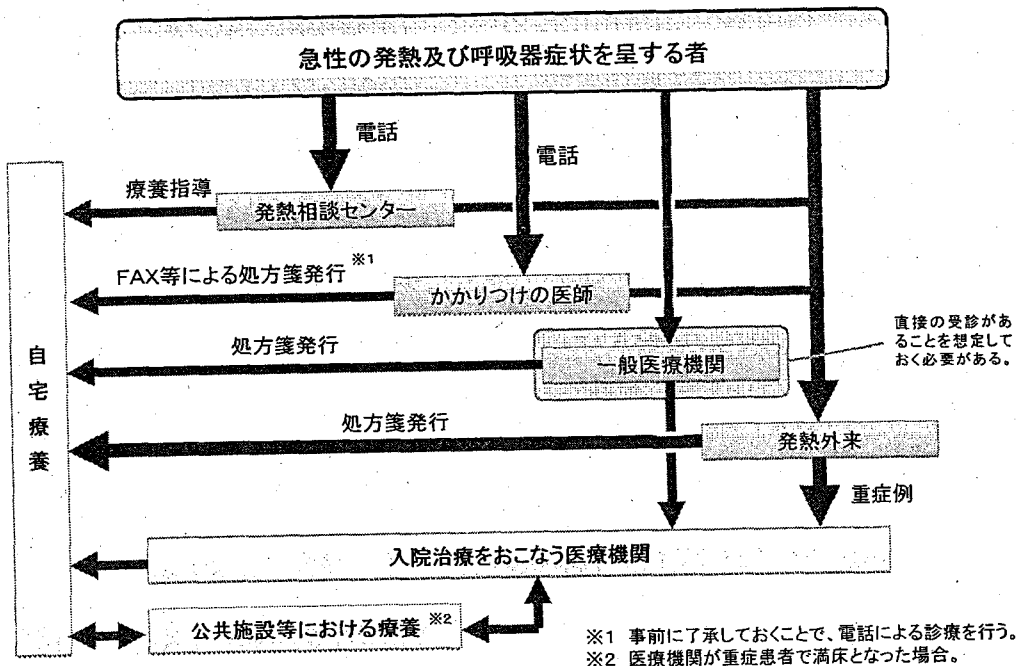 急性の発熱及び呼吸器症状を呈する者
電話
電話
療養指導
発熱相談センター
FAX等による処方箋発行※1
かかりつけの医師
直接の受診があ
ることを想定して
おく必要がある。
処方箋発行
一般医療機関
自宅療養
処方箋発行
発熱外来
重症例
入院治療をおこなう医療機関
公共施設等における療養※2
※1 事前に了承しておくことで、電話による診療を行う。
※2 医療機関が重症患者で満床となった場合。